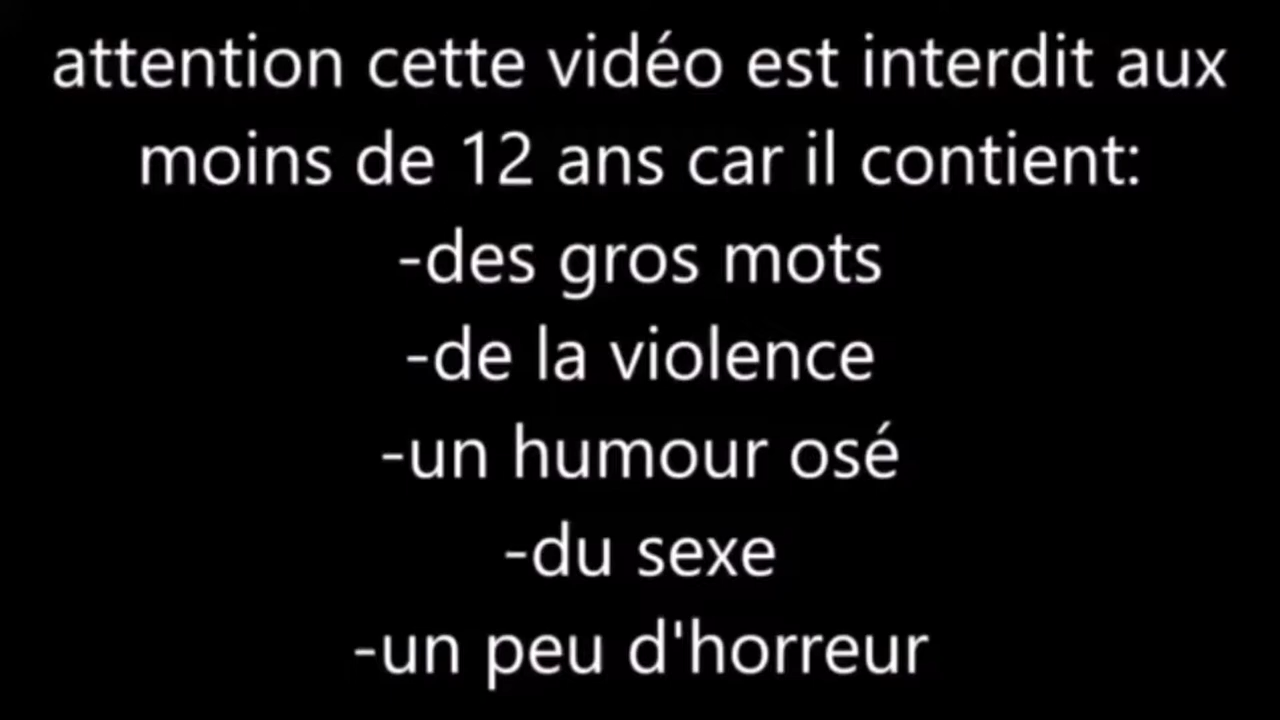 attention cette vidéo est interdit aux
moins de 12 ans car il contient:
-des gros mots
-de la violence
-un humour osé
-du sexe
-un peu d'horreur